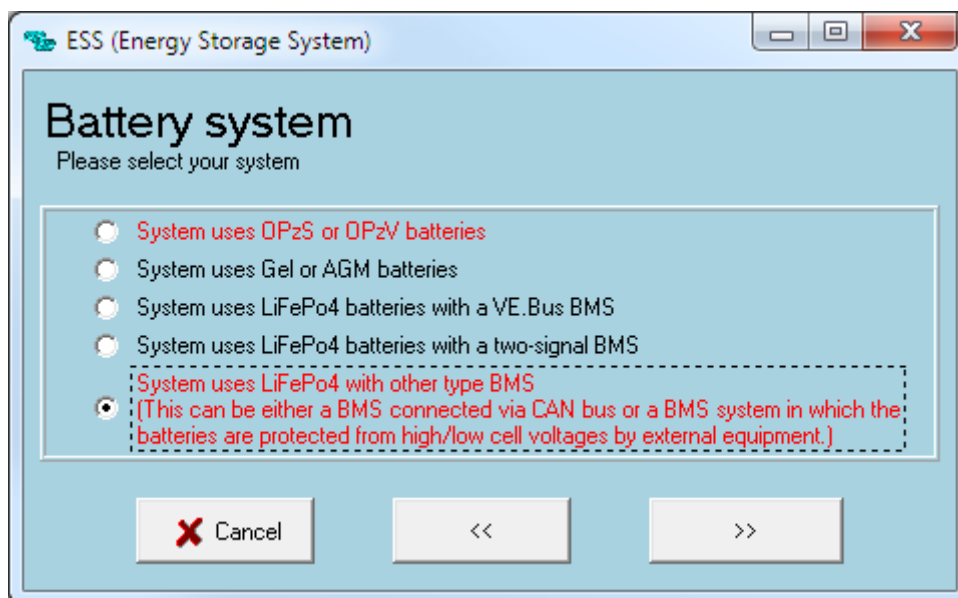 ESS (Energy Storage System)
Battery system
Please select your system
System uses OPzS or OPzV batteries
System uses Gel or AGM batteries
System uses LiFePo4 batteries with a VE.Bus BMS
System uses LiFePo4 batteries with a two-signal BMS
System uses LiFePo4 with other type BMS
(This can be either a BMS connected via CAN bus or a BMS system in which the
batteries are protected from high/low cell voltages by external equipment.)
Cancel
<<
>>